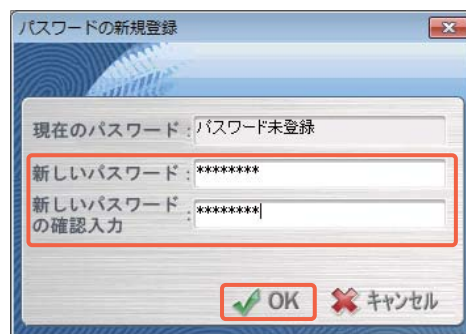 パスワードの新規登録
現在のパスワード : パスワード未登録
新しいパスワード : ********
新しいパスワード
の確認入力 : ********
OK キャンセル